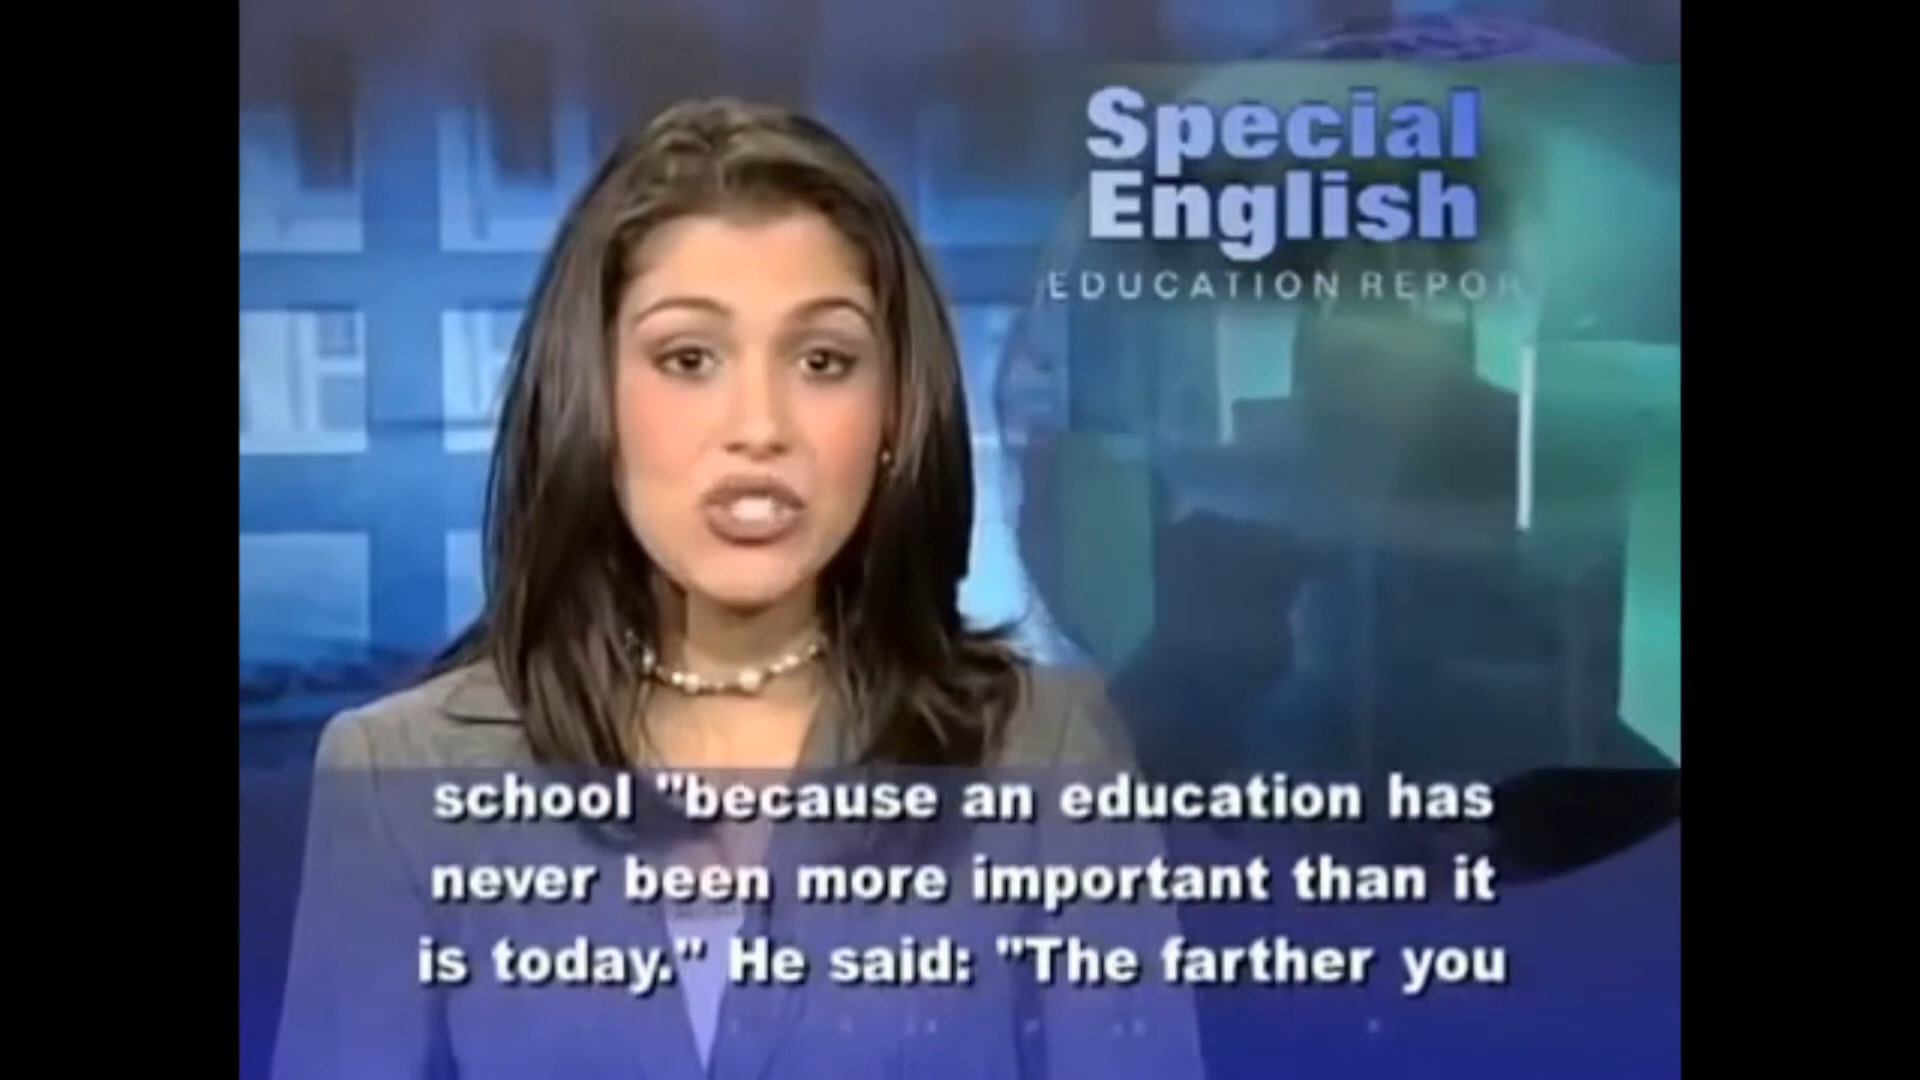 Special
English
EDUCATION REPOR
school "because an education has
never been more important than it
is today." He said: "The farther you